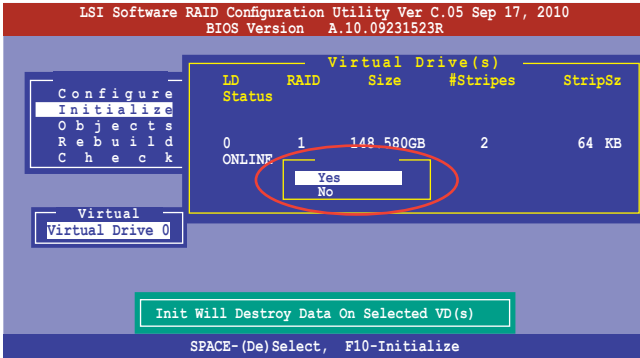 LSI Software RAID Configuration Utility Ver C.05 Sep 17, 2010
BIOS Version A.10.09231523R
Virtual Drive(s)
LD RAID Size #Stripes StripSz
Status
0 1 148.580GB 2 64 KB
ONLINE
Configure
Initialize
Objects
Rebuild
Check
Yes
No
Virtual
Virtual Drive 0
Init Will Destroy Data On Selected VD(s)
SPACE-(De)Select, F10-Initialize